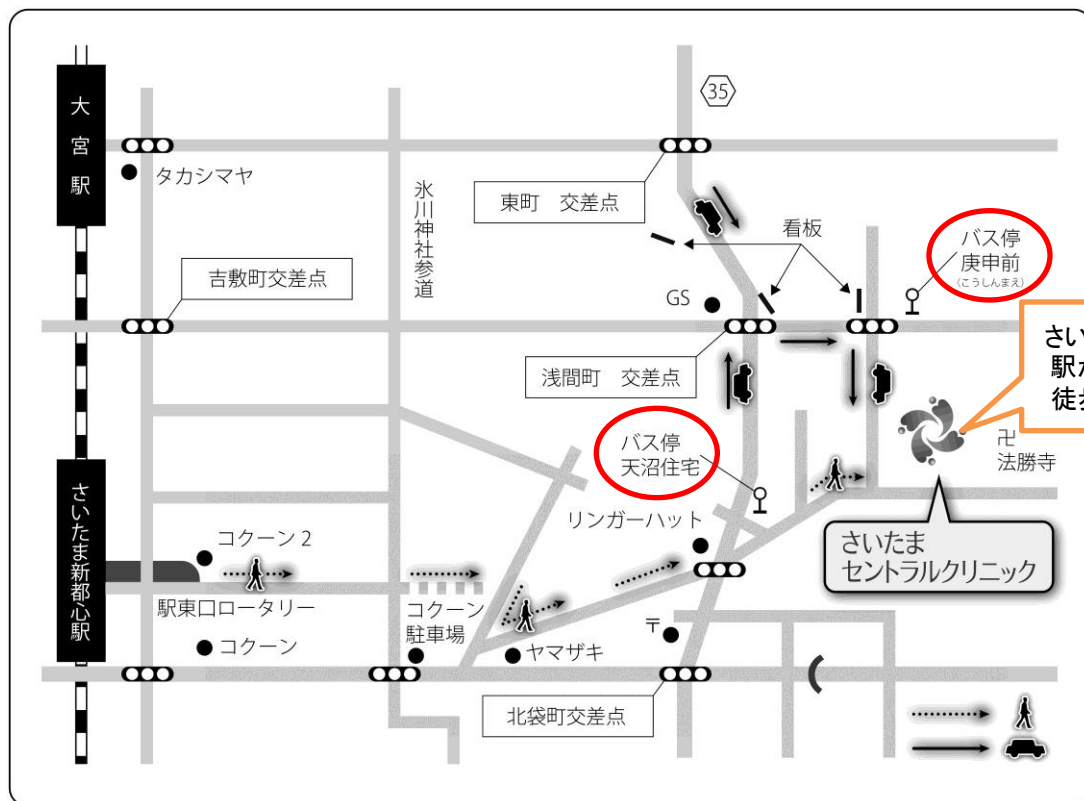 大宮駅
タカシマヤ
氷川神社参道
35
東町 交差点
看板
バス停
庚申前
(こうしんまえ)
吉敷町交差点
GS
浅間町 交差点
さい
駅か
徒歩
バス停
天沼住宅
卍
法勝寺
リンガーハット
さいたま
セントラルクリニック
さいたま新都心駅
コクーン2
駅東口ロータリー
コクーン
駐車場
コクーン
ヤマザキ
〒
北袋町交差点